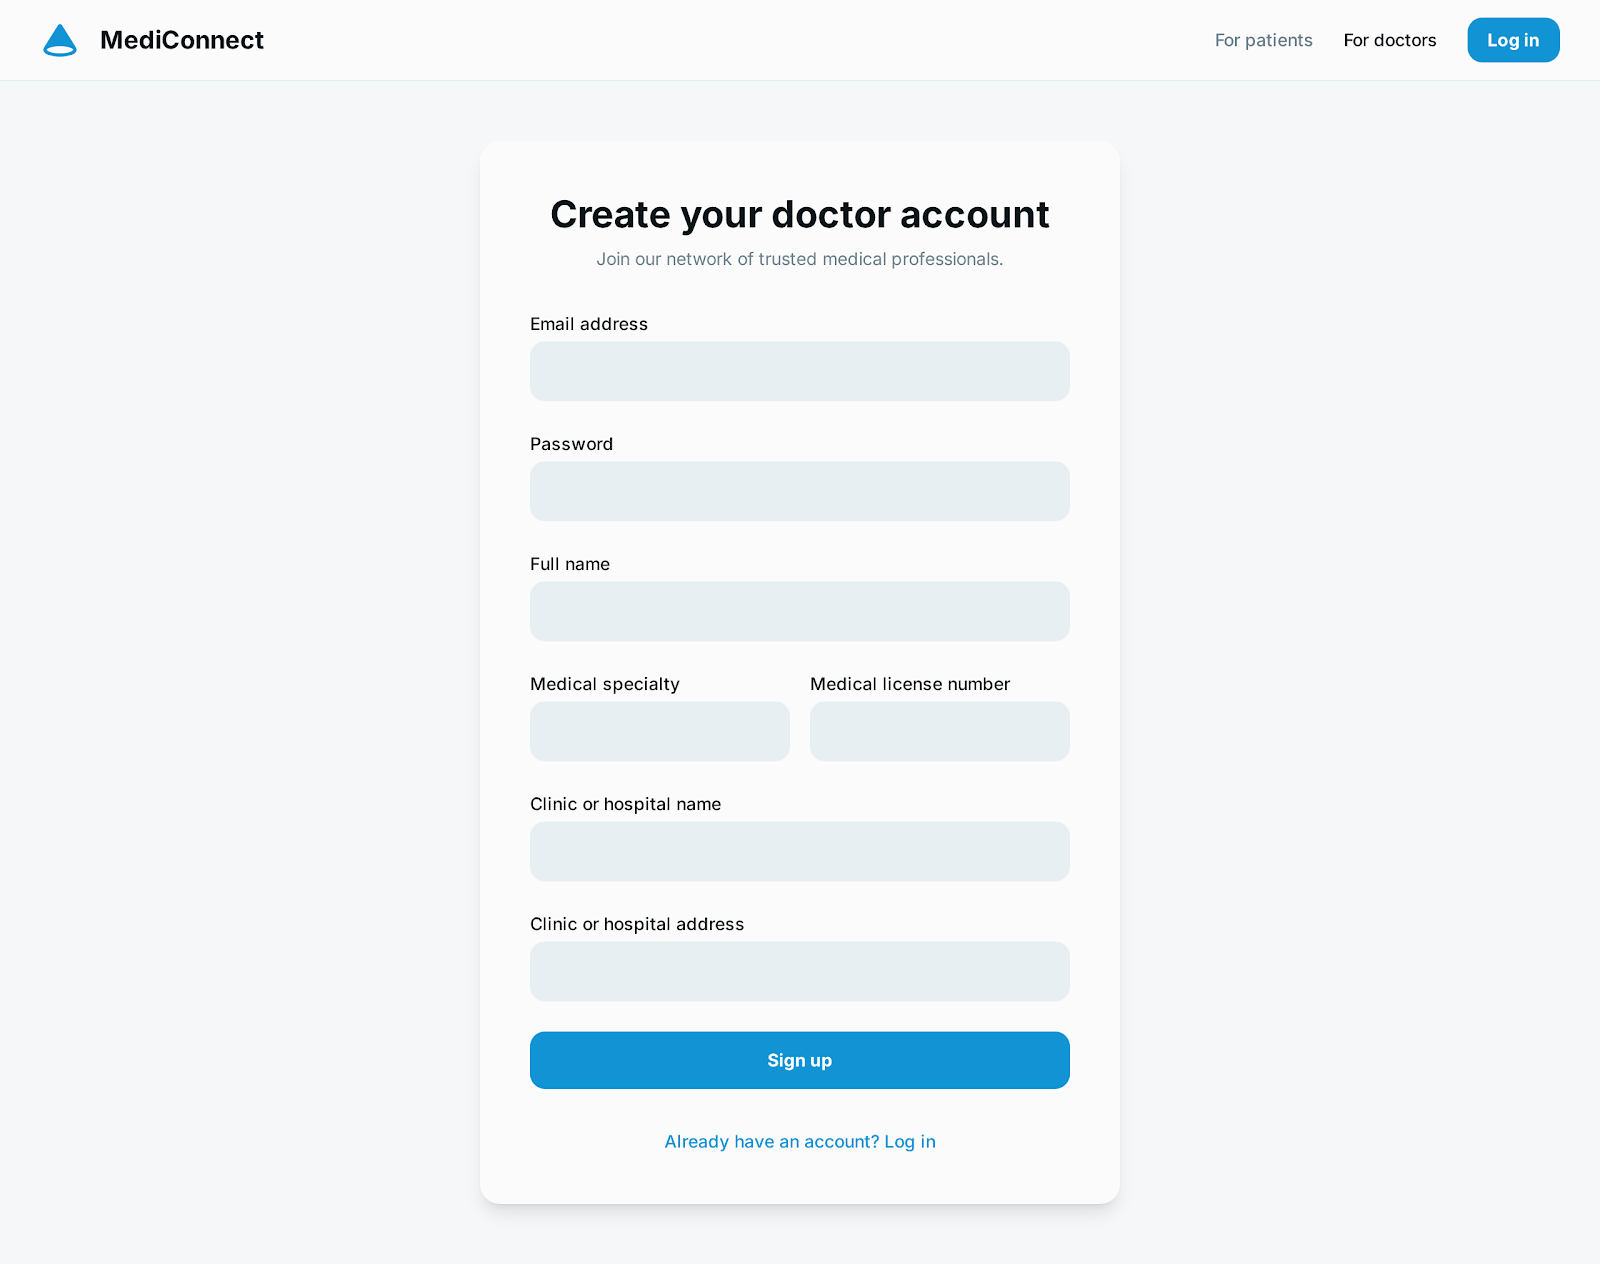 MediConnect
For patients
For doctors
Log in
Create your doctor account
Join our network of trusted medical professionals.
Email address
Password
Full name
Medical specialty
Medical license number
Clinic or hospital name
Clinic or hospital address
Sign up
Already have an account? Log in